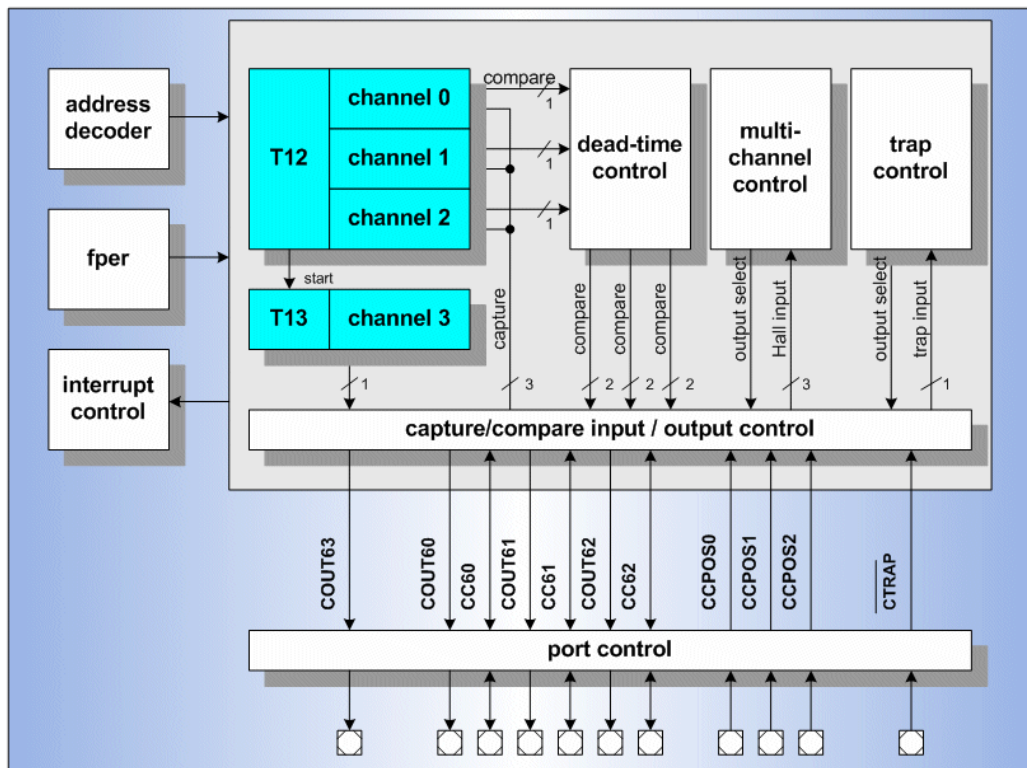 address
decoder
fper
interrupt
control
T12
channel 0
channel 1
channel 2
start
T13
channel 3
compare
1
1
1
capture
dead-time
control
multi-
channel
control
trap
control
compare
compare
compare
output select
Hall input
output select
trap input
1
3
2
2
2
3
1
capture/compare input / output control
COUT63
COUT60
CC60
COUT61
CC61
COUT62
CC62
CCPOS0
CCPOS1
CCPOS2
CTRAP
port control